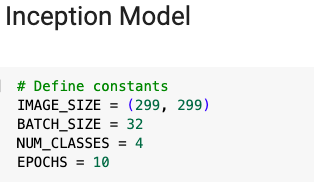 Inception Model
# Define constants
IMAGE_SIZE = (299, 299)
BATCH_SIZE = 32
NUM_CLASSES = 4
EPOCHS = 10